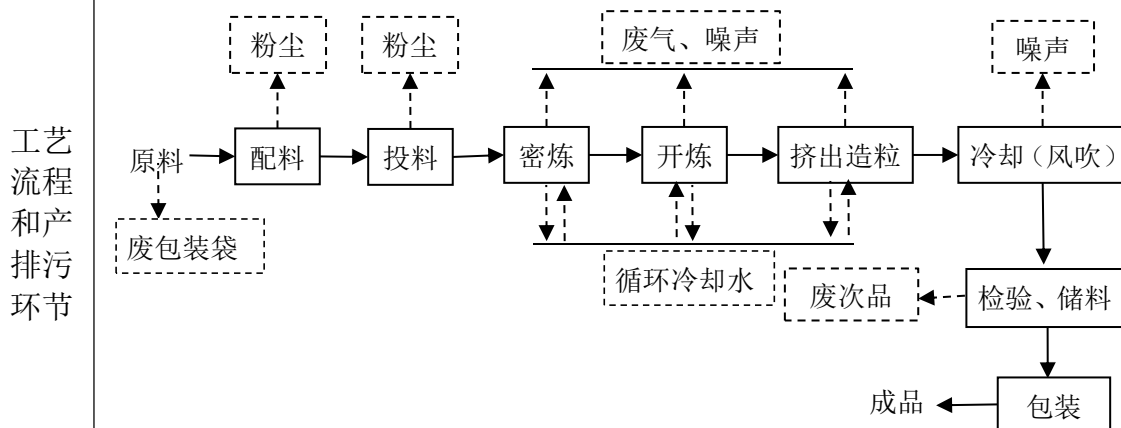 工艺
流程
和产
排污
环节
粉尘
粉尘
废气、噪声
噪声
原料
配料
投料
密炼
开炼
挤出造粒
冷却（风吹）
废包装袋
循环冷却水
废次品
检验、储料
成品
包装